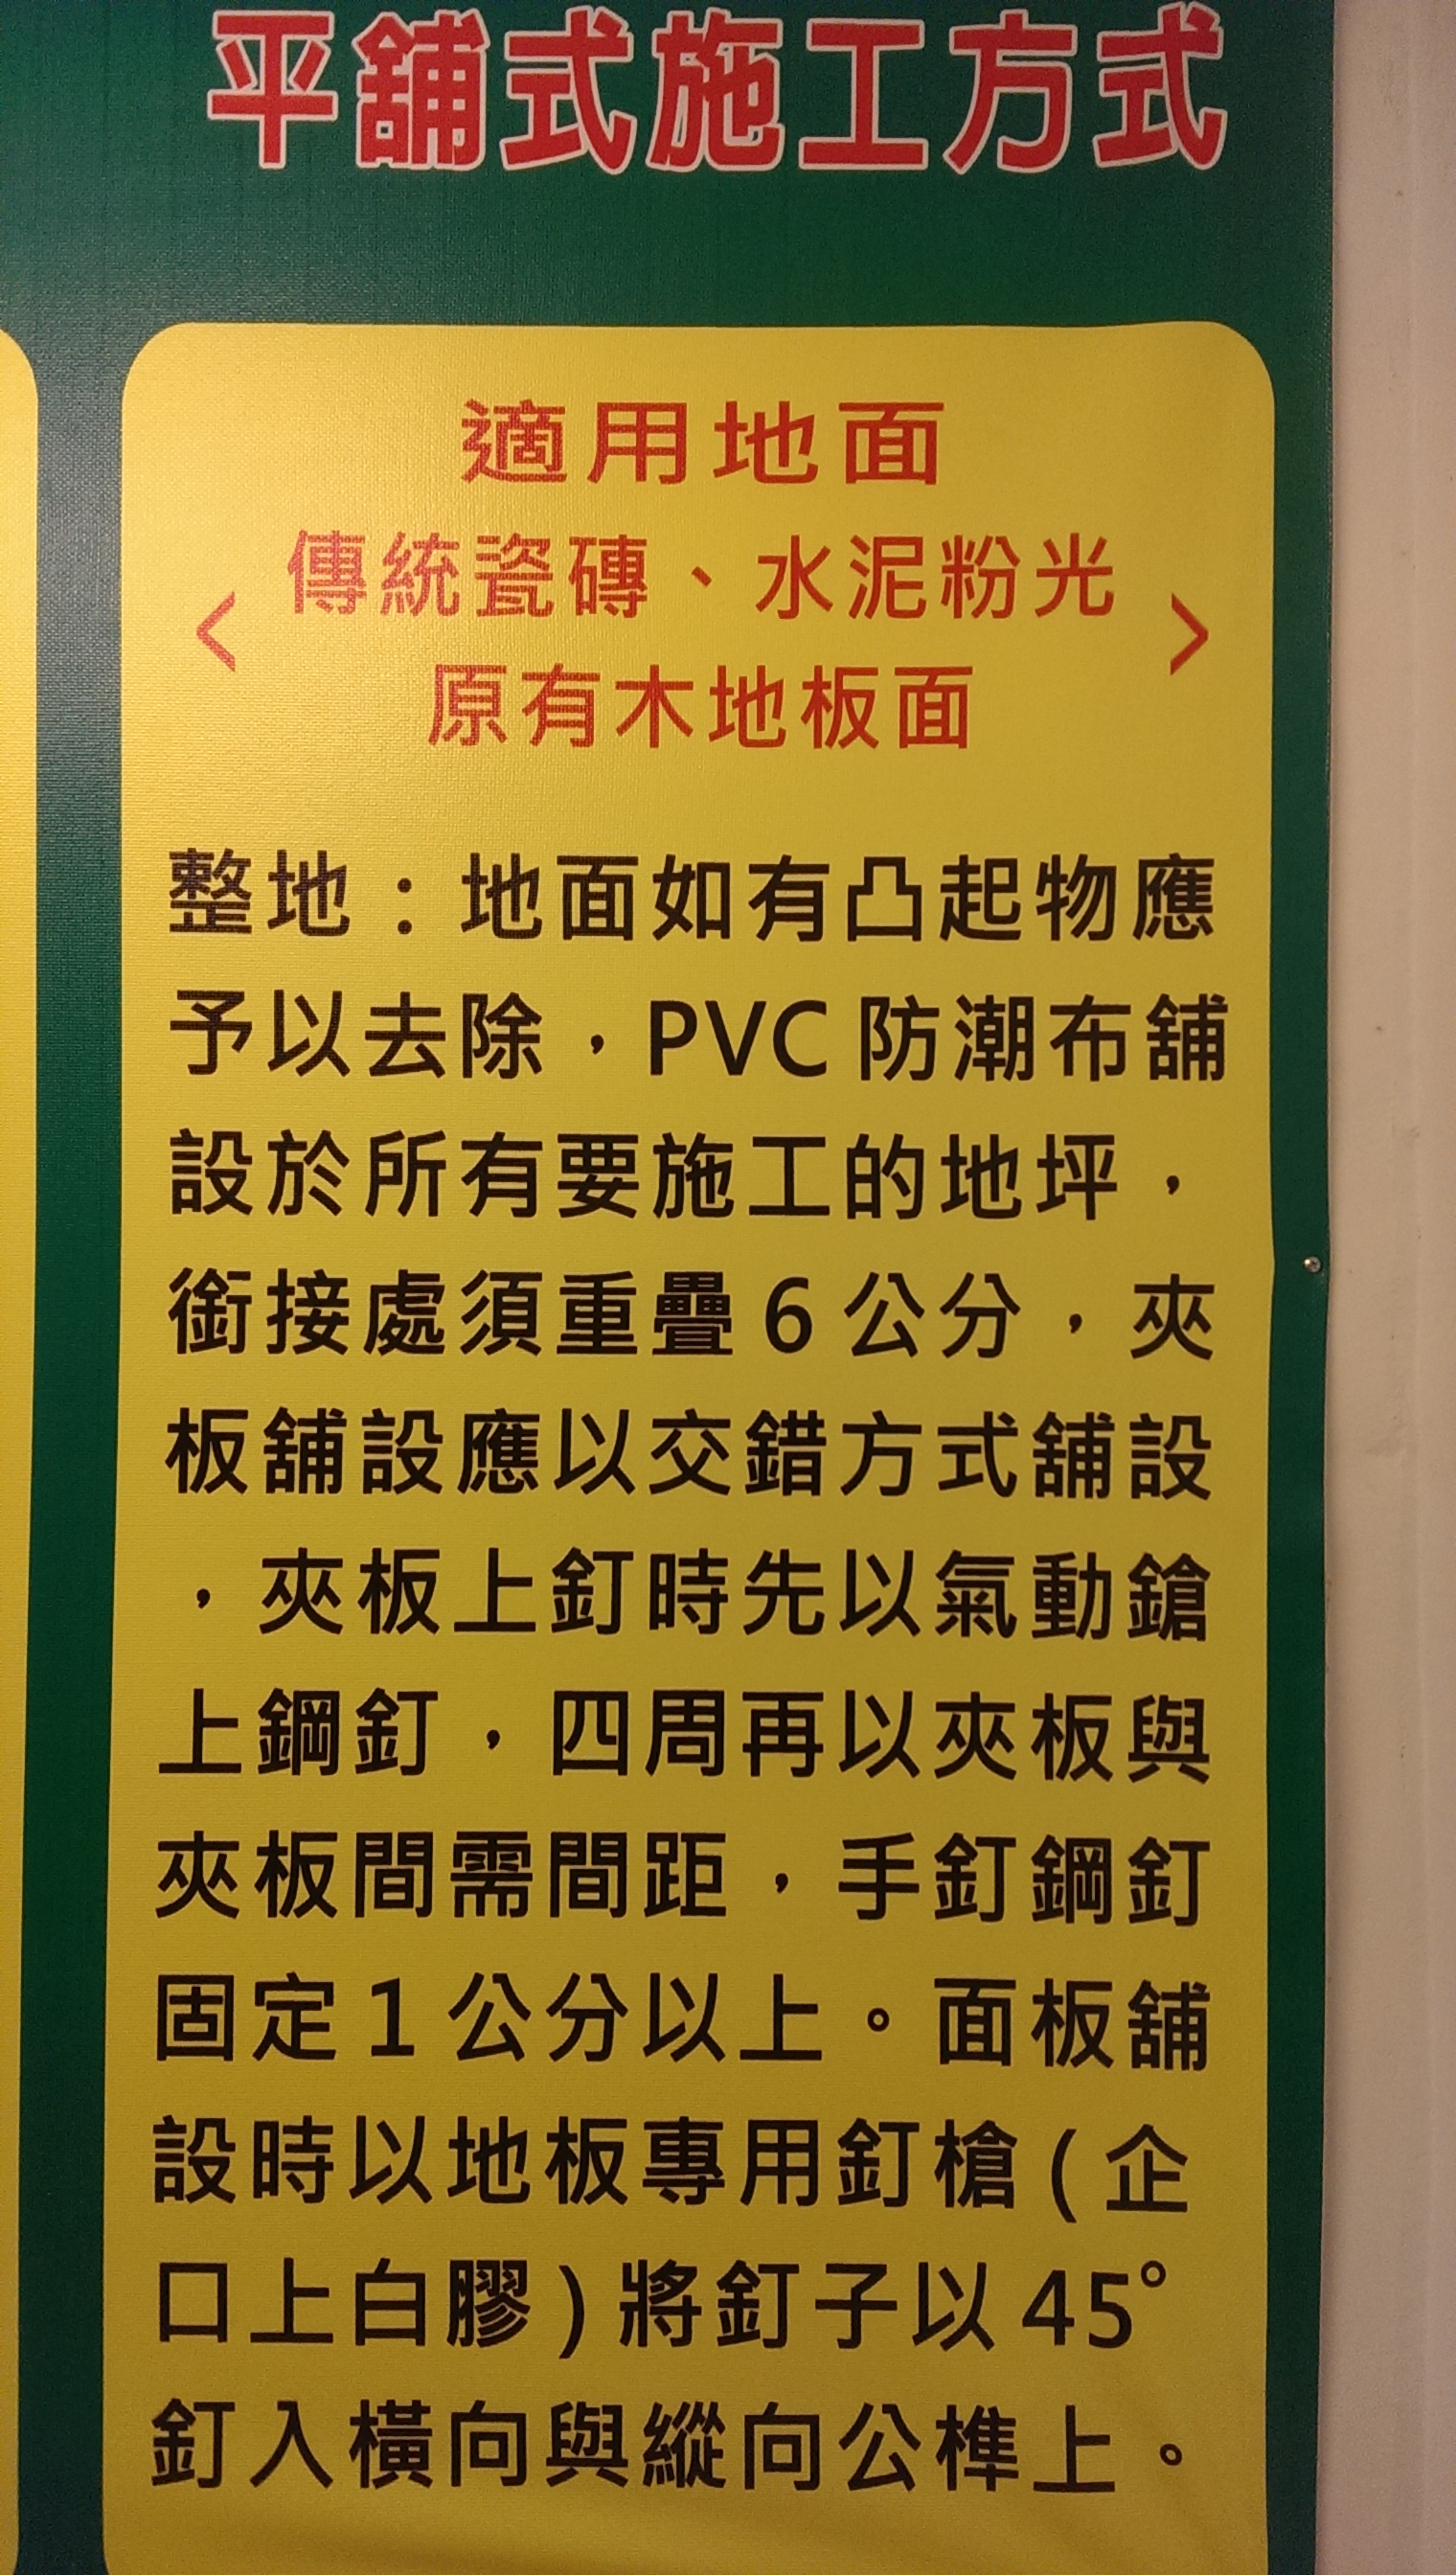 平舖式施工方式
適用地面
傳統瓷磚、水泥粉光
< >
原有木地板面
整地：地面如有凸起物應
予以去除，PVC 防潮布舖
設於所有要施工的地坪，
銜接處須重疊 6 公分，夾
板舖設應以交錯方式舖設
，夾板上釘時先以氣動鎗
上鋼釘，四周再以夾板與
夾板間需間距，手釘鋼釘
固定 1 公分以上。面板舖
設時以地板專用釘槍(企
口上白膠)將釘子以 45°
釘入橫向與縱向公榫上。